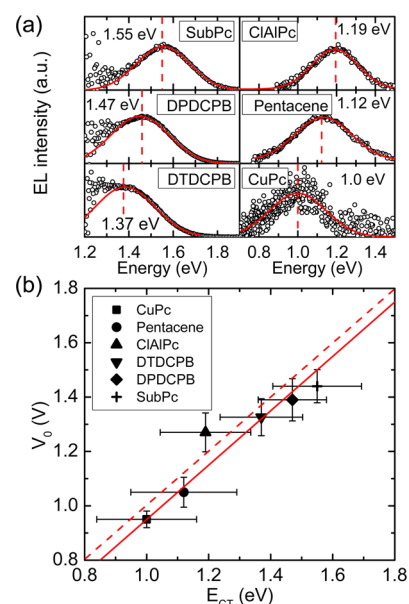 (a)
1.55 eV SubPc
ClAlPc 1.19 eV
1.47 eV DPDCPB
Pentacene 1.12 eV
DTDCPB 1.37 eV
CuPc 1.0 eV
EL intensity (a.u.)
1.2 1.4 1.6 1.8 1.0 1.2 1.4
Energy (eV) Energy (eV)
(b)
1.8
1.6
1.4
1.2
1.0
0.8
V0 (V)
CuPc
Pentacene
ClAlPc
DTDCPB
DPDCPB
SubPc
0.8 1.0 1.2 1.4 1.6 1.8
ECT (eV)